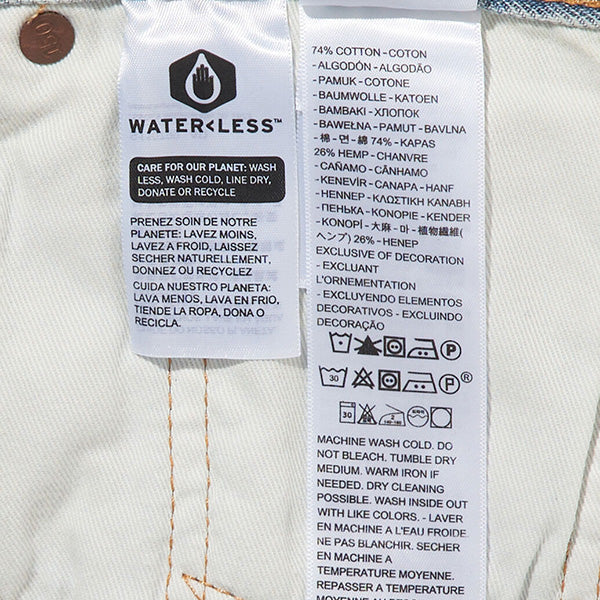 WATER<LESS™
CARE FOR OUR PLANET: WASH
LESS, WASH COLD, LINE DRY,
DONATE OR RECYCLE
PRENEZ SOIN DE NOTRE
PLANETE: LAVEZ MOINS,
LAVEZ A FROID, LAISSEZ
SECHER NATURELLEMENT,
DONNEZ OU RECYCLEZ
CUIDA NUESTRO PLANETA:
LAVA MENOS, LAVA EN FRIO,
TIENDE LA ROPA, DONA O
RECICLA.
74% COTTON - COTON
- ALGODÓN - ALGODÃO
- PAMUK - COTONE
- BAUMWOLLE - KATOEN
- BAMBAKI - ХЛОПОК
- BAWEŁNA - PAMUT - BAVLNA
- 棉 - 면 - 綿 74% - KAPAS
26% HEMP - CHANVRE
- CAÑAMO - CÂNHAMO
- KENEVİR - CANAPA - HANF
- HENNEP - ΚΛΩΣΤΙΚΗ ΚΑΝΑΒΗ
- ПЕНЬКА - KONOPIE - KENDER
- KONOPÍ - 大麻 - 마 - 植物繊維(
ヘンプ) 26% - HENEP
EXCLUSIVE OF DECORATION
- EXCLUANT
L'ORNEMENTATION
- EXCLUYENDO ELEMENTOS
DECORATIVOS - EXCLUINDO
DECORAÇÃO
P
30 P ®
30
MACHINE WASH COLD. DO
NOT BLEACH. TUMBLE DRY
MEDIUM. WARM IRON IF
NEEDED. DRY CLEANING
POSSIBLE. WASH INSIDE OUT
WITH LIKE COLORS. - LAVER
EN MACHINE A L'EAU FROIDE.
NE PAS BLANCHIR. SECHER
EN MACHINE A
TEMPERATURE MOYENNE.
REPASSER A TEMPERATURE
MOYENNE AU